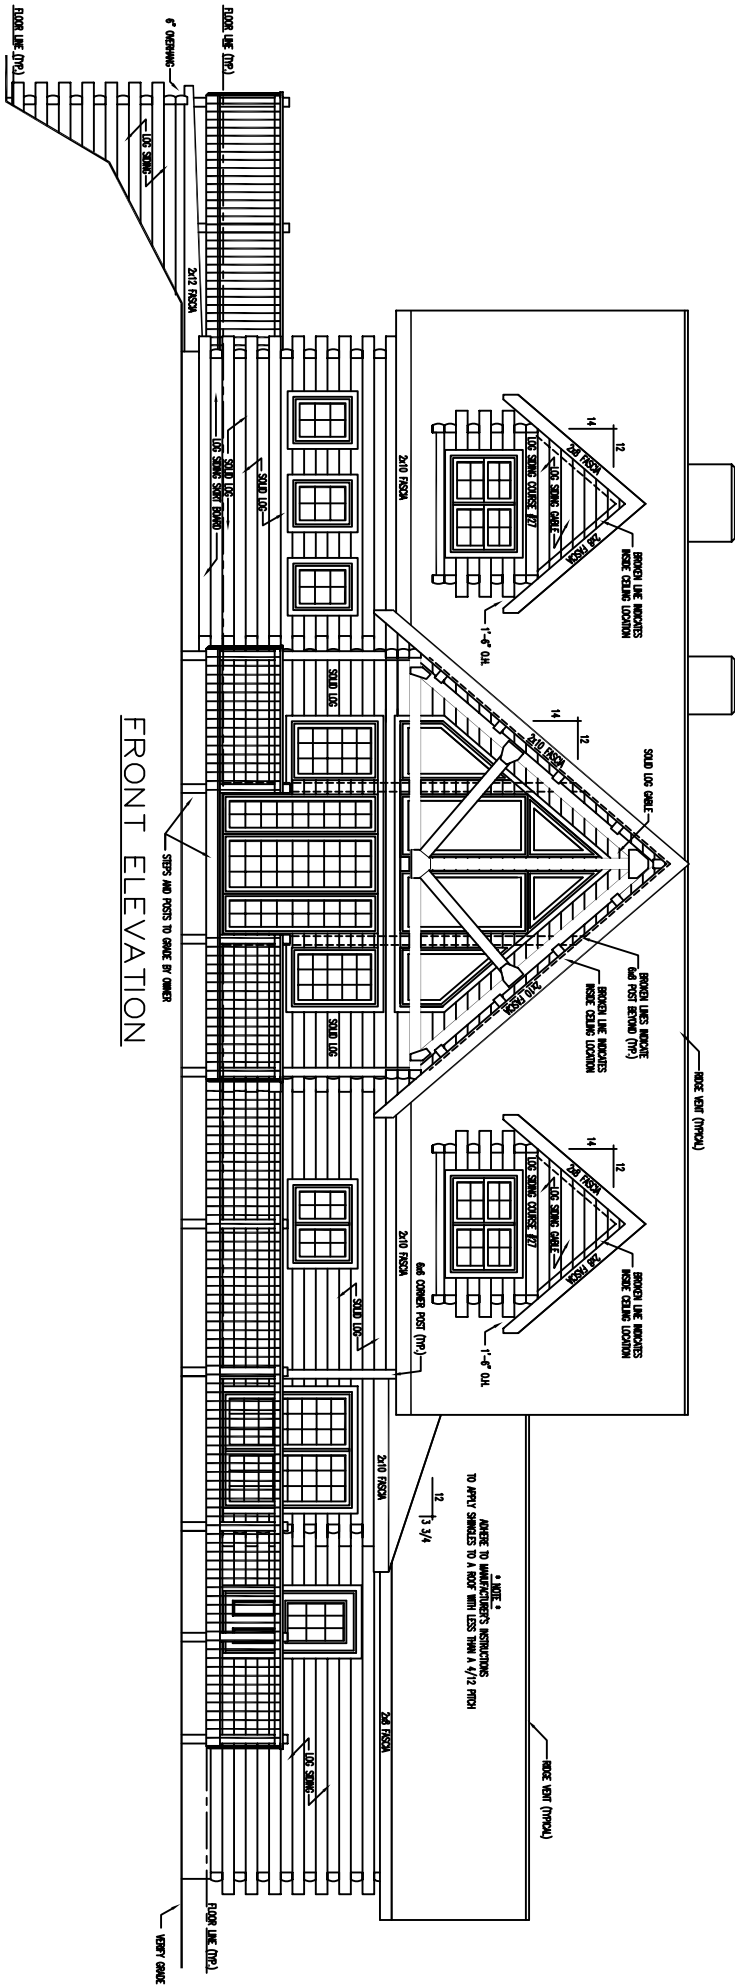 RIDGE VENT (TYPICAL)
RIDGE VENT (TYPICAL)
BROKEN LINE INDICATES
INSIDE CEILING LOCATION
SOLID LOG GABLE
BROKEN LINES INDICATE
6x8 POST BEYOND (TYP.)
BROKEN LINE INDICATES
INSIDE CEILING LOCATION
BROKEN LINE INDICATES
INSIDE CEILING LOCATION
12
14
2x8 FASCIA
2x8 FASCIA
LOG SIDING GABLE
LOG SIDING COURSE #27
1'-6" O.H.
12
14
2x10 FASCIA
2x10 FASCIA
12
14
2x8 FASCIA
2x8 FASCIA
LOG SIDING GABLE
LOG SIDING COURSE #27
1'-6" O.H.
* NOTE *
ADHERE TO MANUFACTURER'S INSTRUCTIONS
TO APPLY SHINGLES TO A ROOF WITH LESS THAN A 4/12 PITCH
12
3 3/4
2x10 FASCIA
2x10 FASCIA
6x6 CORNER POST (TYP.)
2x10 FASCIA
2x8 FASCIA
SOLID LOG
SOLID LOG
SOLID LOG
SOLID LOG
SOLID LOG
LOG SIDING SKIRT BOARD
LOG SIDING
FLOOR LINE (TYP.)
6" OVERHANG
2x12 FASCIA
LOG SIDING
FLOOR LINE (TYP.)
FLOOR LINE (TYP.)
VERIFY GRADE
STEPS AND POSTS TO GRADE BY OWNER
FRONT ELEVATION